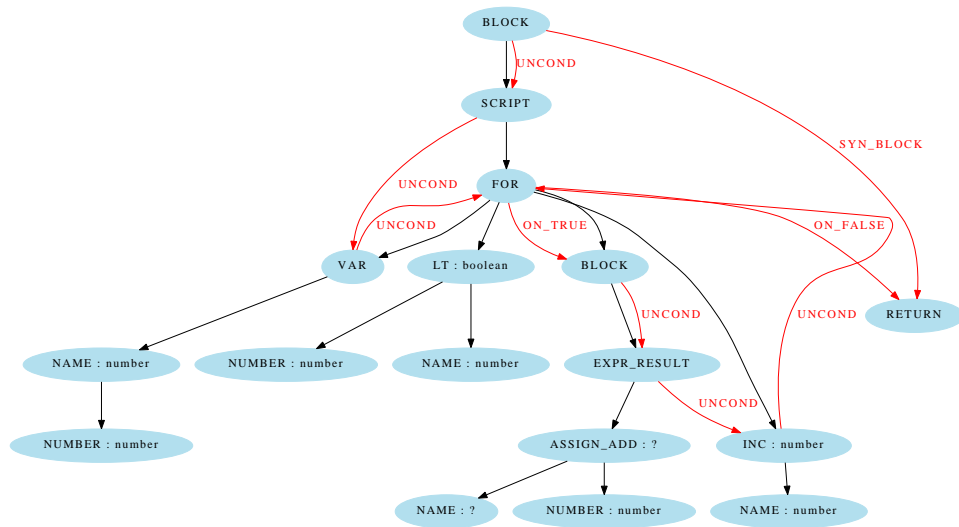 BLOCK
UNCOND
SCRIPT
SYN_BLOCK
UNCOND
FOR
UNCOND
ON_TRUE
ON_FALSE
VAR
LT : boolean
BLOCK
UNCOND
UNCOND
RETURN
NAME : number
NUMBER : number
NAME : number
EXPR_RESULT
UNCOND
NUMBER : number
ASSIGN_ADD : ?
INC : number
NAME : ?
NUMBER : number
NAME : number